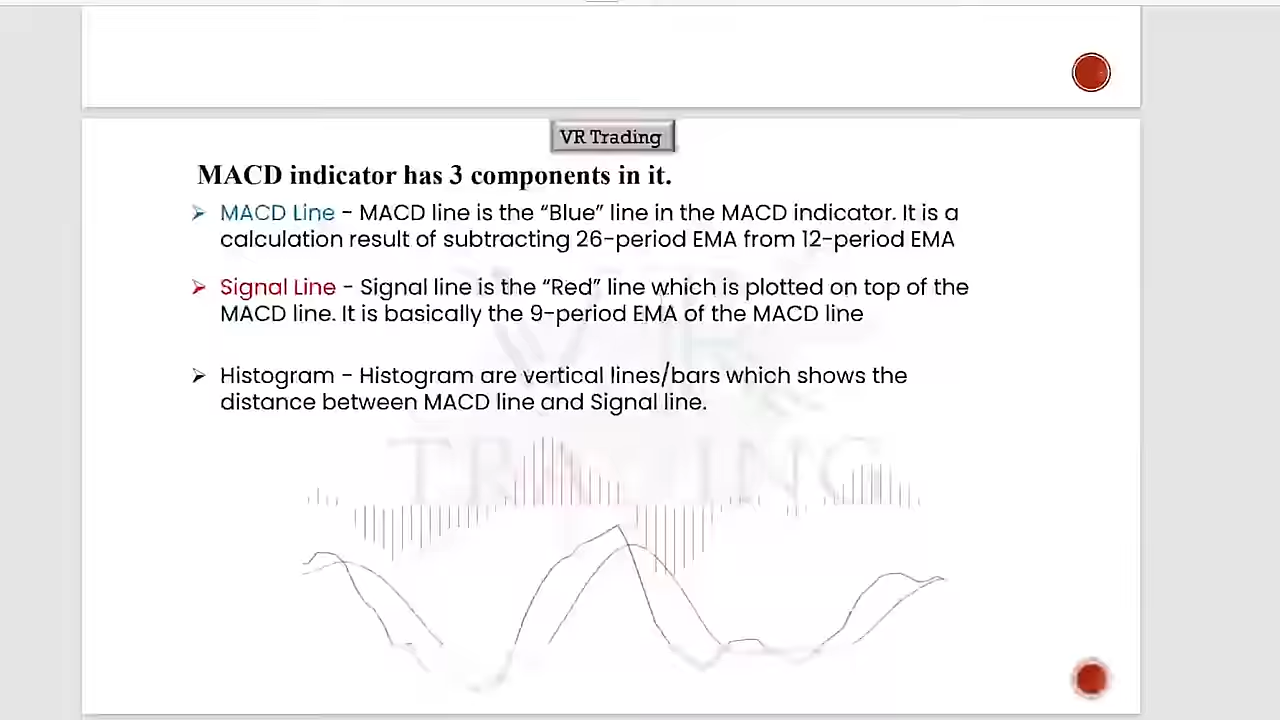 VR Trading
MACD indicator has 3 components in it.
MACD Line - MACD line is the “Blue” line in the MACD indicator. It is a
calculation result of subtracting 26-period EMA from 12-period EMA
Signal Line - Signal line is the “Red” line which is plotted on top of the
MACD line. It is basically the 9-period EMA of the MACD line
Histogram - Histogram are vertical lines/bars which shows the
distance between MACD line and Signal line.
VR
TRADING